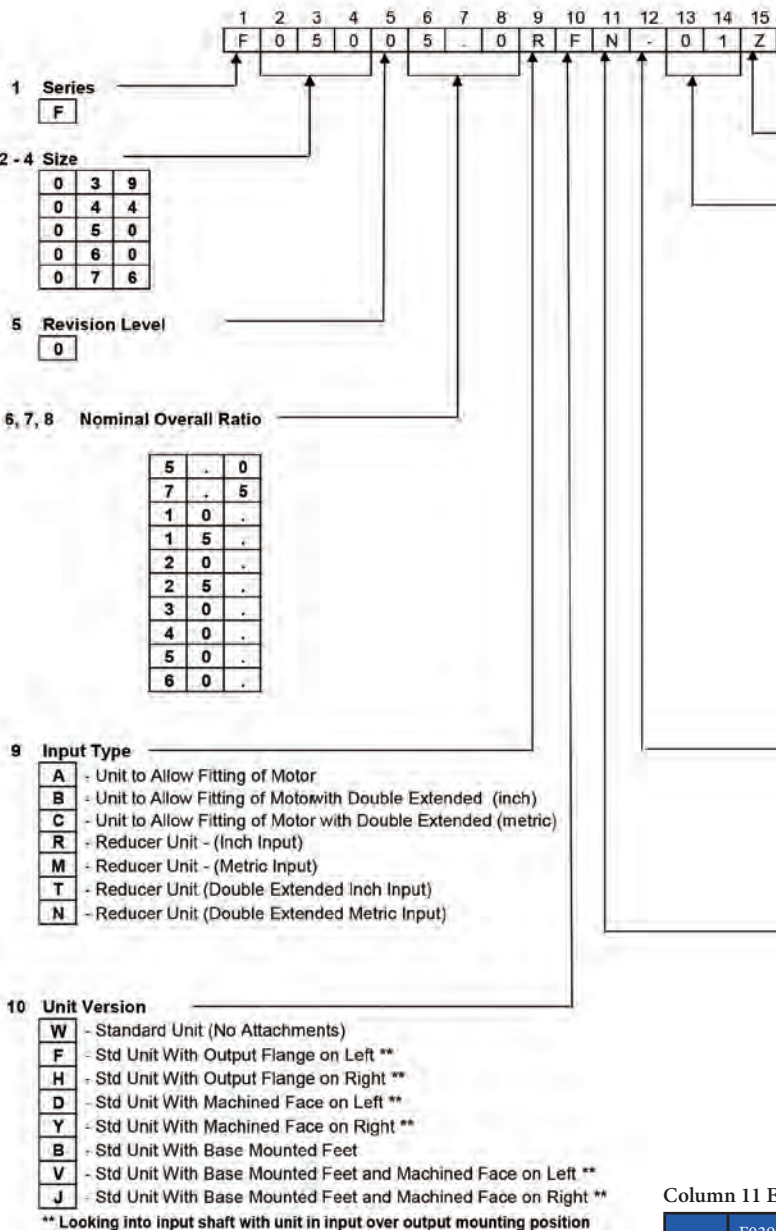 1 2 3 4 5 6 7 8 9 10 11 12 13 14 15
F 0 5 0 0 5 . 0 R F N - 0 1 Z
1 Series
F
2 - 4 Size
0 3 9
0 4 4
0 5 0
0 6 0
0 7 6
5 Revision Level
0
6, 7, 8 Nominal Overall Ratio
5 . 0
7 . 5
1 0 .
1 5 .
2 0 .
2 5 .
3 0 .
4 0 .
5 0 .
6 0 .
9 Input Type
A - Unit to Allow Fitting of Motor
B - Unit to Allow Fitting of Motorwith Double Extended (inch)
C - Unit to Allow Fitting of Motor with Double Extended (metric)
R - Reducer Unit - (Inch Input)
M - Reducer Unit - (Metric Input)
T - Reducer Unit (Double Extended Inch Input)
N - Reducer Unit (Double Extended Metric Input)
10 Unit Version
W - Standard Unit (No Attachments)
F - Std Unit With Output Flange on Left **
H - Std Unit With Output Flange on Right **
D - Std Unit With Machined Face on Left **
Y - Std Unit With Machined Face on Right **
B - Std Unit With Base Mounted Feet
V - Std Unit With Base Mounted Feet and Machined Face on Left **
J - Std Unit With Base Mounted Feet and Machined Face on Right **
** Looking into input shaft with unit in input over output mounting position
Column 11